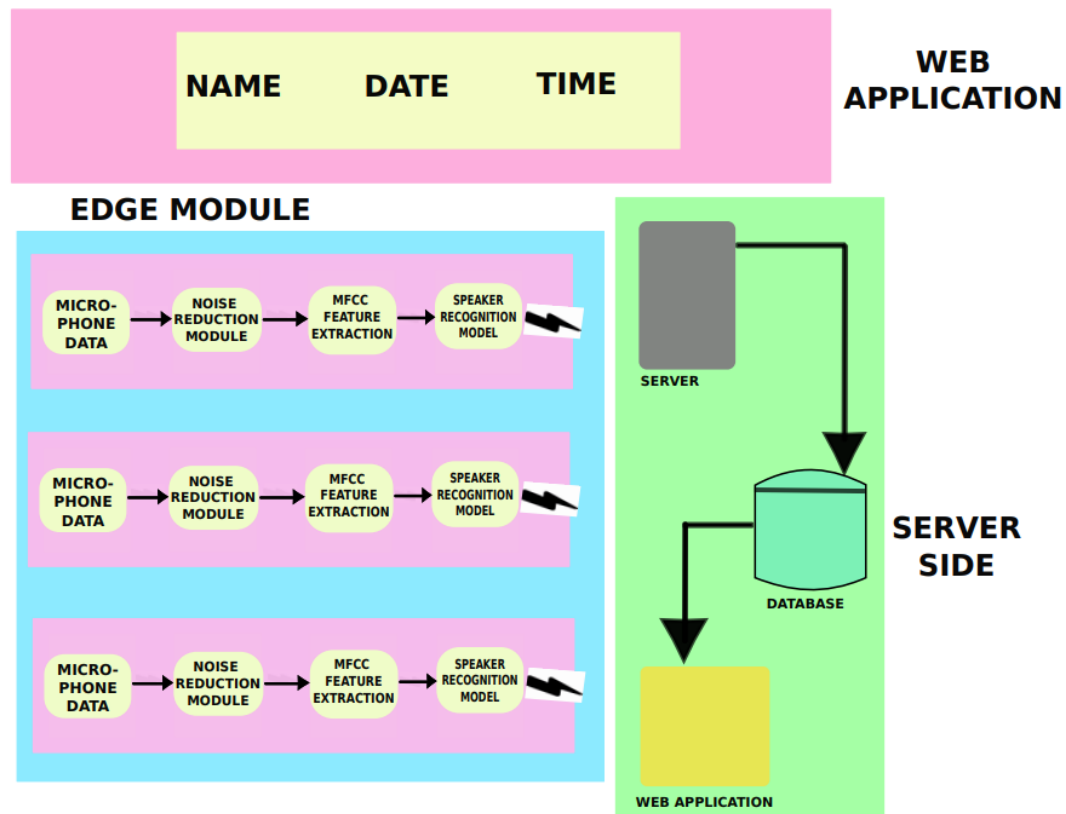 NAME DATE TIME
WEB
APPLICATION
EDGE MODULE
MICRO-
PHONE
DATA
NOISE
REDUCTION
MODULE
MFCC
FEATURE
EXTRACTION
SPEAKER
RECOGNITION
MODEL
MICRO-
PHONE
DATA
NOISE
REDUCTION
MODULE
MFCC
FEATURE
EXTRACTION
SPEAKER
RECOGNITION
MODEL
MICRO-
PHONE
DATA
NOISE
REDUCTION
MODULE
MFCC
FEATURE
EXTRACTION
SPEAKER
RECOGNITION
MODEL
SERVER
DATABASE
WEB APPLICATION
SERVER
SIDE